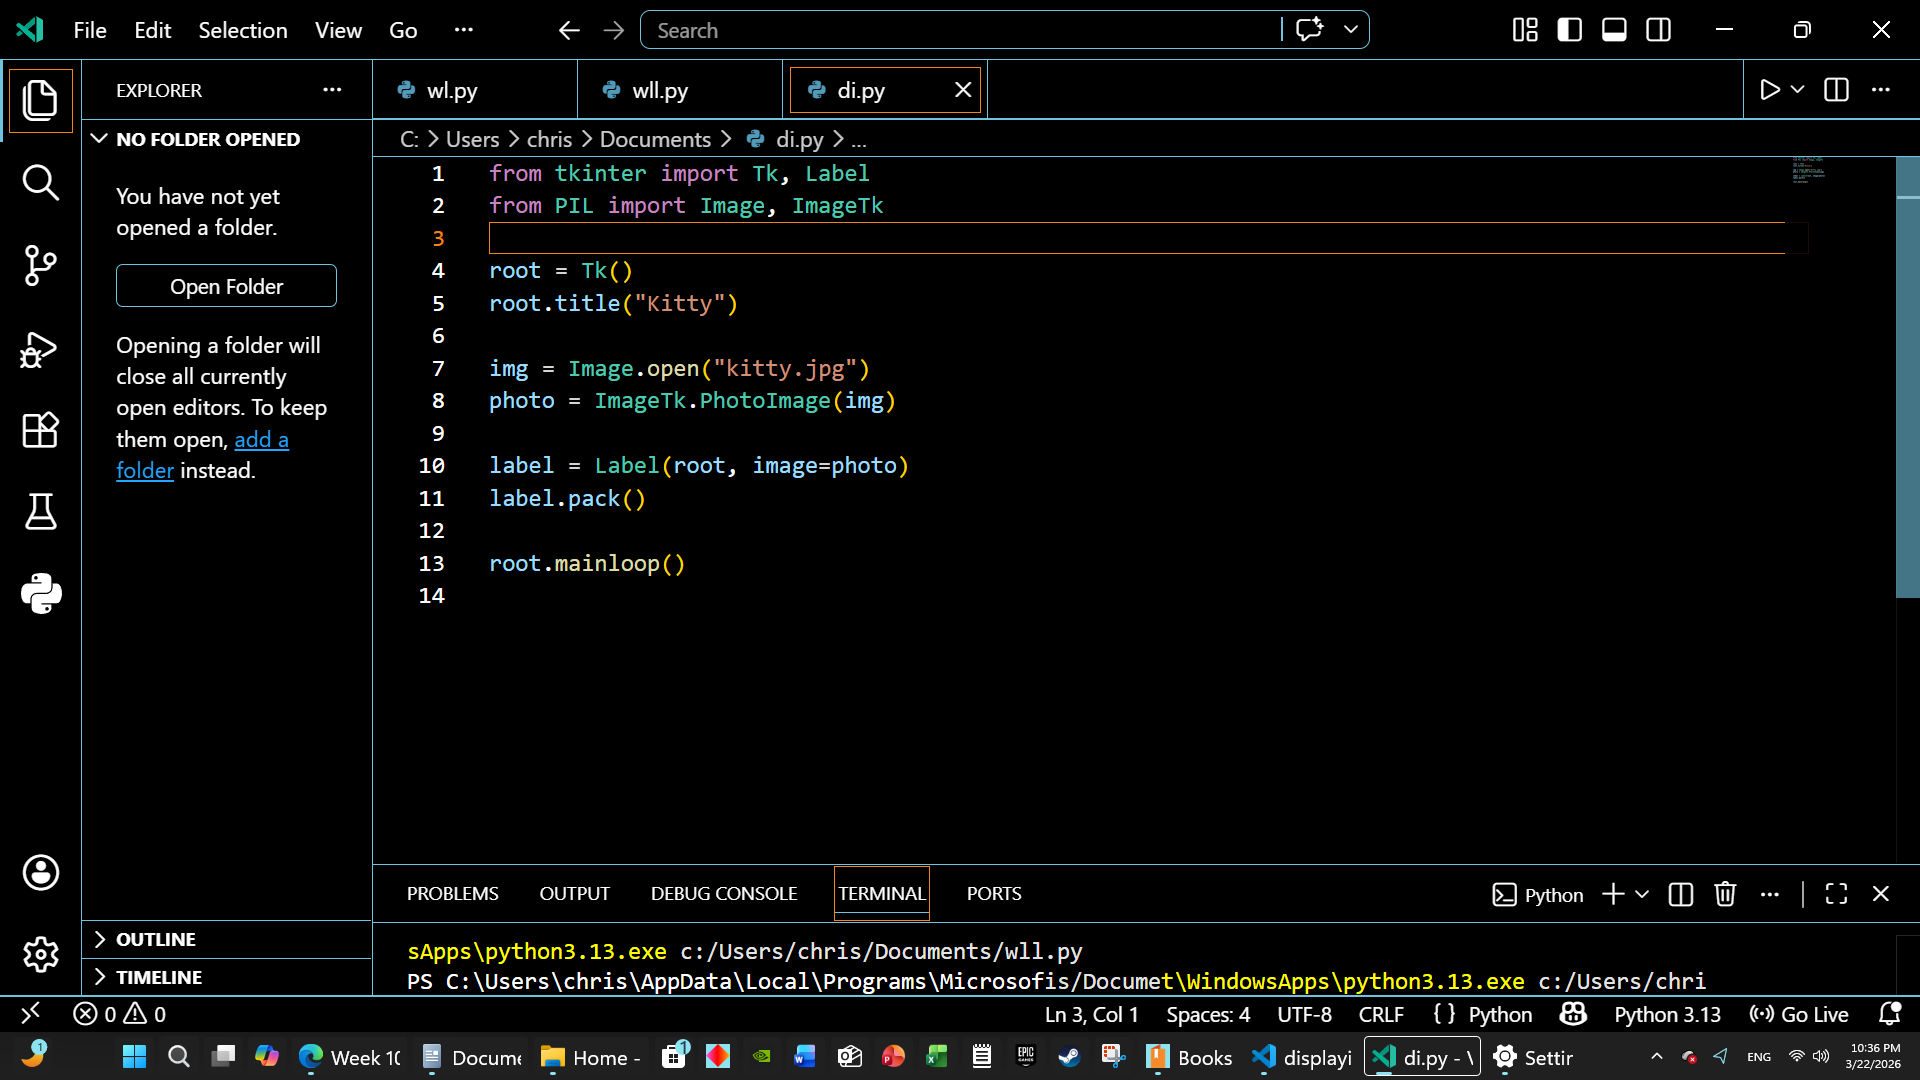 File Edit Selection View Go ···
Search
EXPLORER ···
wl.py wll.py di.py
NO FOLDER OPENED
C: > Users > chris > Documents > di.py > ...
You have not yet
opened a folder.
Open Folder
Opening a folder will
close all currently
open editors. To keep
them open, add a
folder instead.
1 from tkinter import Tk, Label
2 from PIL import Image, ImageTk
3
4 root = Tk()
5 root.title("Kitty")
6
7 img = Image.open("kitty.jpg")
8 photo = ImageTk.PhotoImage(img)
9
10 label = Label(root, image=photo)
11 label.pack()
12
13 root.mainloop()
14
OUTLINE
TIMELINE
PROBLEMS OUTPUT DEBUG CONSOLE TERMINAL PORTS
Python
sApps\python3.13.exe c:/Users/chris/Documents/wll.py
PS C:\Users\chris\AppData\Local\Programs\Microsofis/Documet\WindowsApps\python3.13.exe c:/Users/chri
0 0
Ln 3, Col 1 Spaces: 4 UTF-8 CRLF {} Python Python 3.13 Go Live
1 Week 10 Docume Home - 1 EPIC GAMES Books displayi di.py - \ Settir
ENG
10:36 PM
3/22/2026